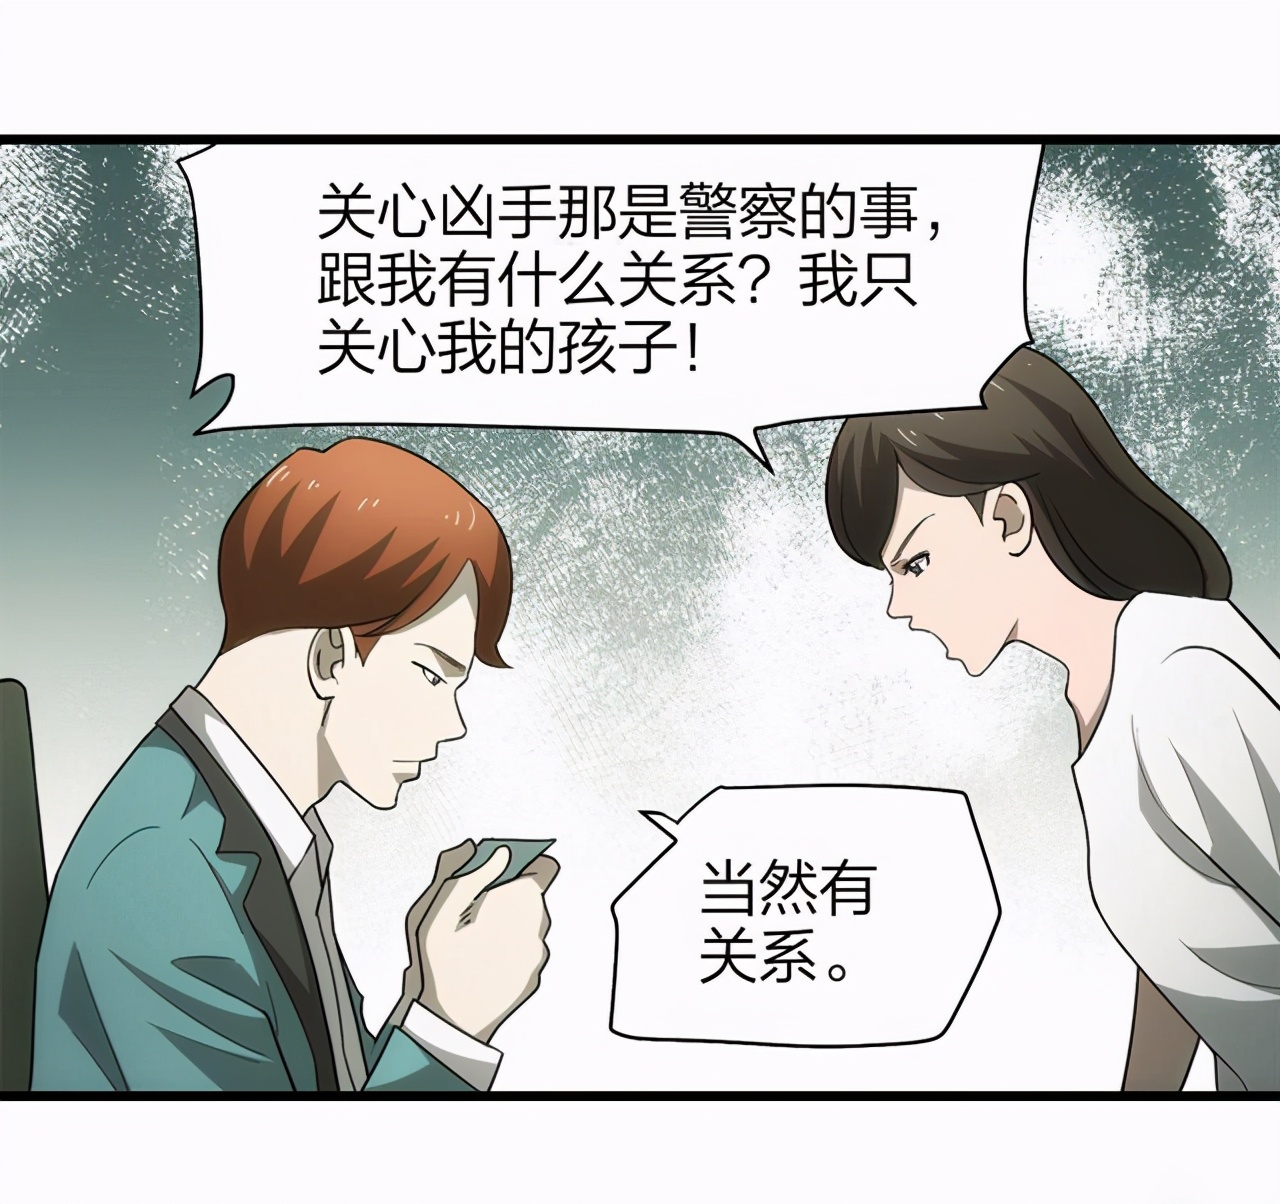 关心凶手那是警察的事，
跟我有什么关系？我只
关心我的孩子！
当然有
关系。